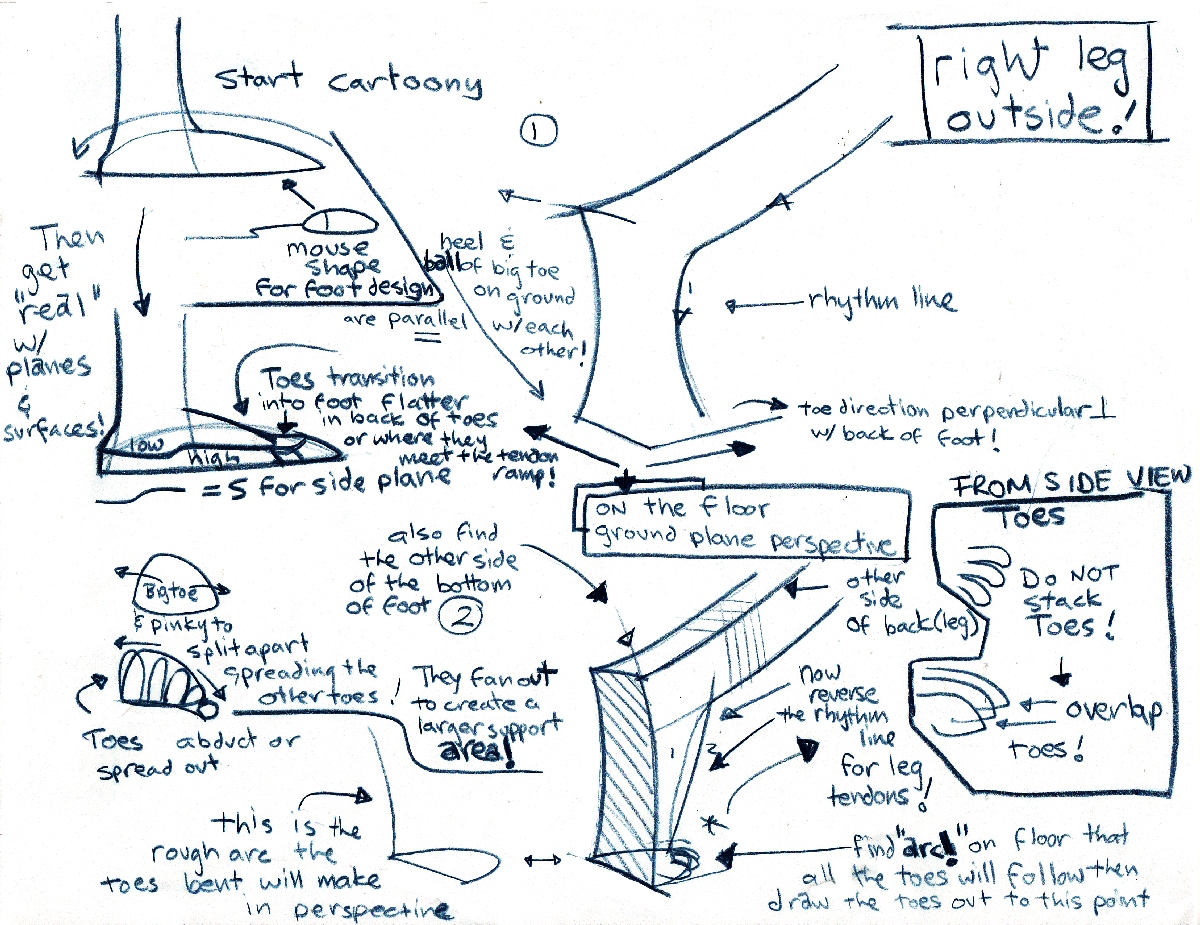 Start cartoony
1
right leg
outside!
Then
get
"real"
w/
planes
&
surfaces!
mouse
shape
for foot design
heel &
ball of big toe
on ground
are parallel w/each
other!
rhythm line
Toes transition
into foot flatter
in back of toes
or where they
meet the tendon
ramp!
low
high
= S for side plane
toe direction perpendicular ⊥
w/ back of foot!
ON the floor
ground plane perspective
FROM SIDE VIEW
Toes
Do NOT
stack
Toes!
overlap
toes!
also find
the other side
of the bottom
of foot
2
other
side
of back (leg)
Big toe
& pinky to
split apart
spreading the
other toes!
They fan out
to create a
larger support
area!
Toes abduct or
spread out
now
reverse
the rhythm
line
for leg
tendons!
1
2
*
this is the
rough are the
toes bent will make
in perspectine
find "arc!" on floor that
all the toes will follow then
draw the toes out to this point